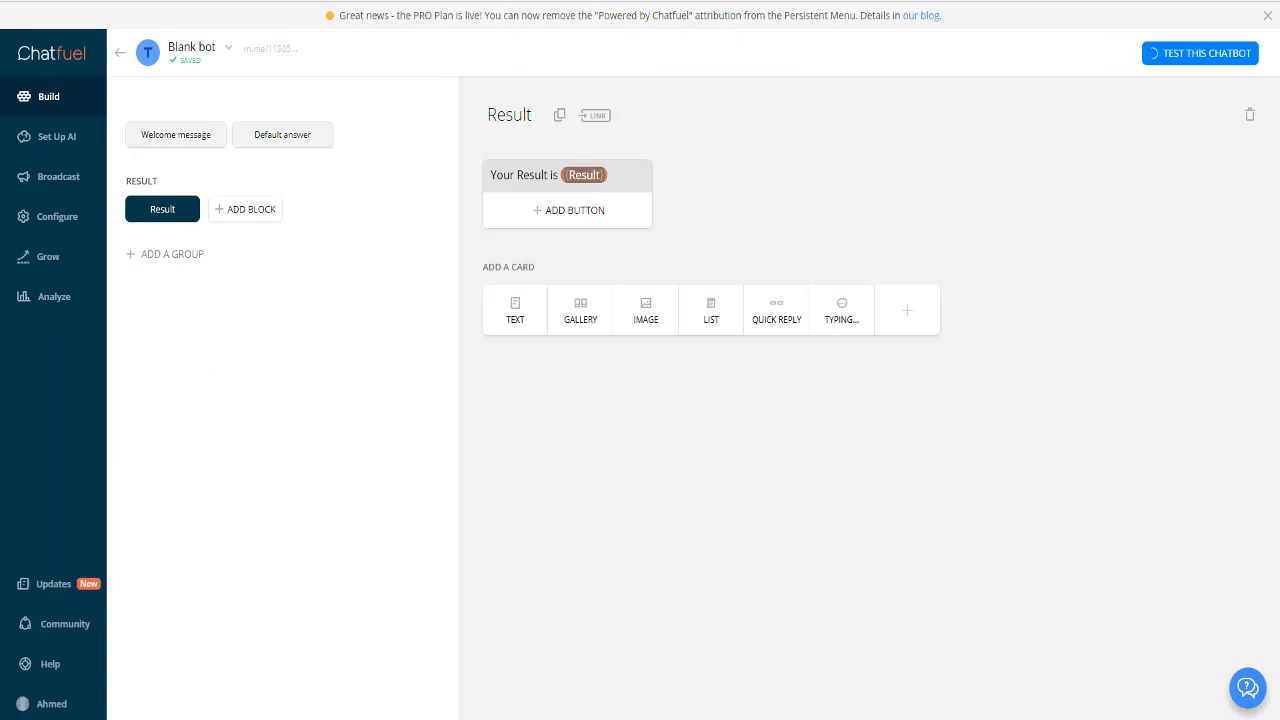 Great news - the PRO Plan is live! You can now remove the "Powered by Chatfuel" attribution from the Persistent Menu. Details in our blog.
Chatfuel
T
Blank bot
m.me/11905...
SAVED
TEST THIS CHATBOT
Build
Set Up AI
Broadcast
Configure
Grow
Analyze
Updates New
Community
Help
Ahmed
Welcome message
Default answer
RESULT
Result
ADD BLOCK
ADD A GROUP
Result
LINK
Your Result is {{Result}}
ADD BUTTON
ADD A CARD
TEXT
GALLERY
IMAGE
LIST
QUICK REPLY
TYPING...